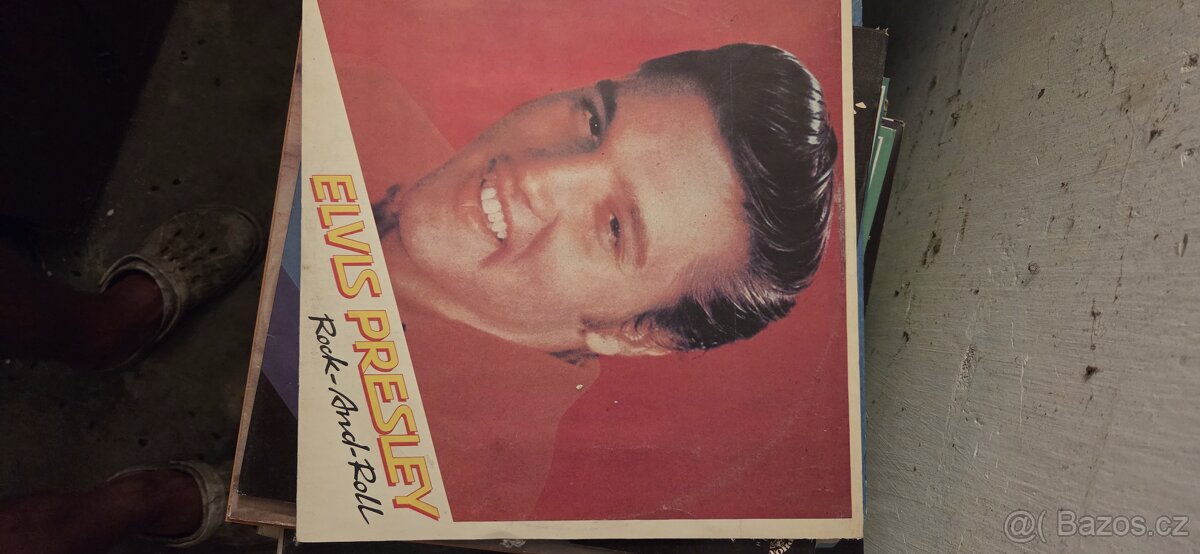 ELVIS PRESLEY
Rock-And-Roll
@( Bazos.cz